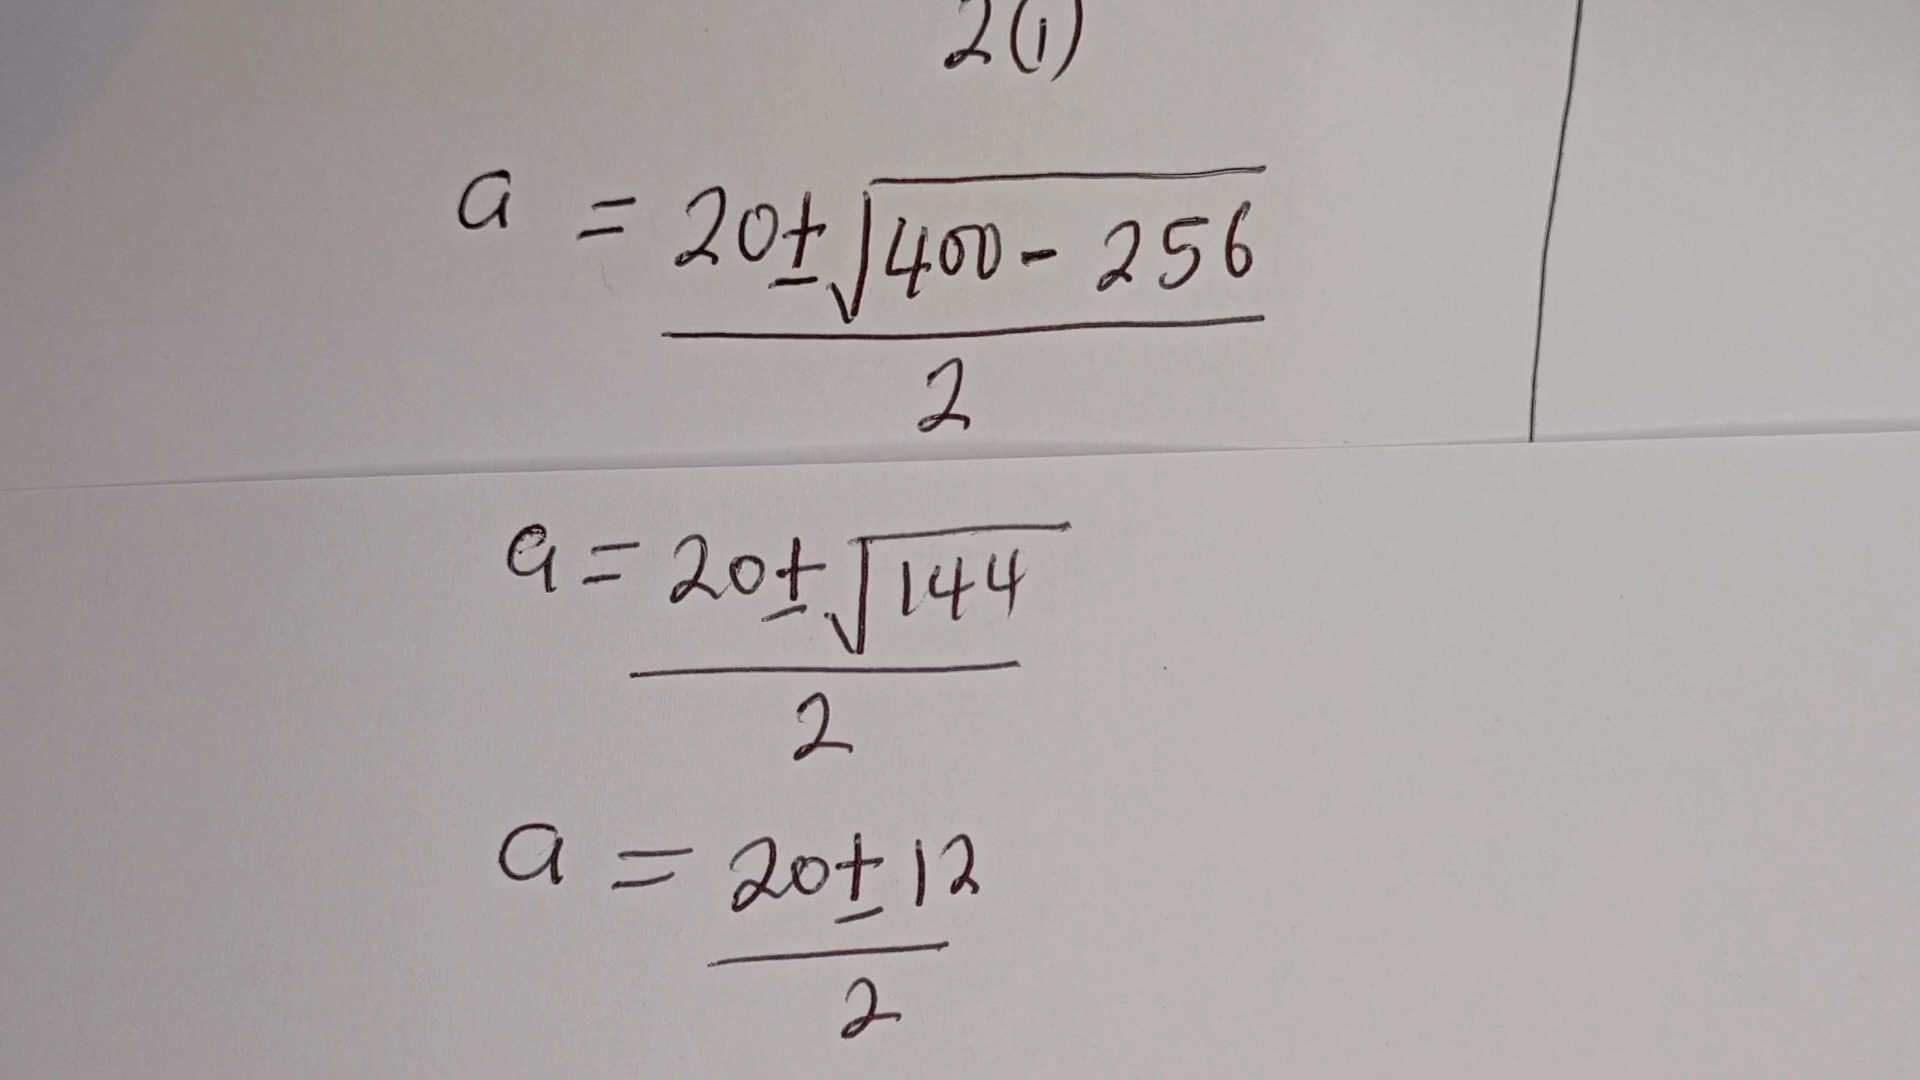 2(1)
a = 20±√400-256
2
a = 20±√144
2
a = 20±12
2